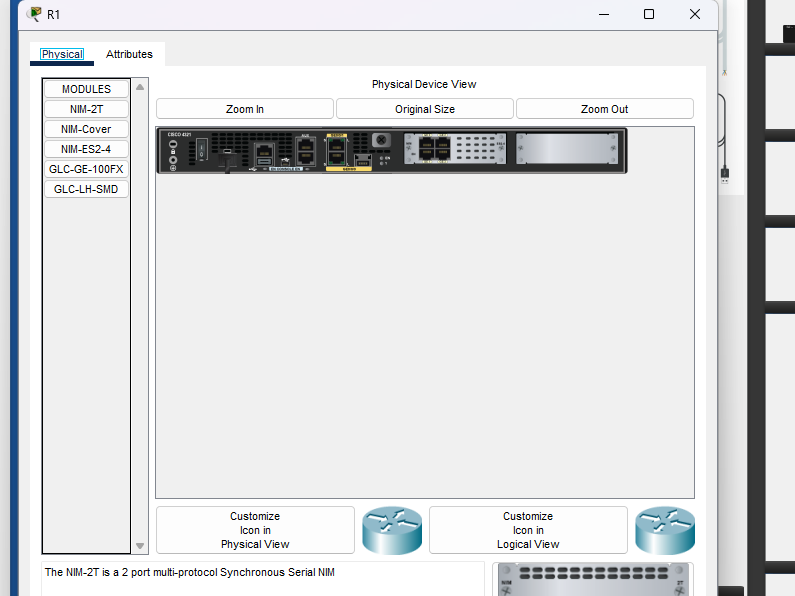 R1
Physical
Attributes
MODULES
NIM-2T
NIM-Cover
NIM-ES2-4
GLC-GE-100FX
GLC-LH-SMD
Physical Device View
Zoom In
Original Size
Zoom Out
CISCO 4321
AUX
Customize
Icon in
Physical View
Customize
Icon in
Logical View
The NIM-2T is a 2 port multi-protocol Synchronous Serial NIM
NIM
2T